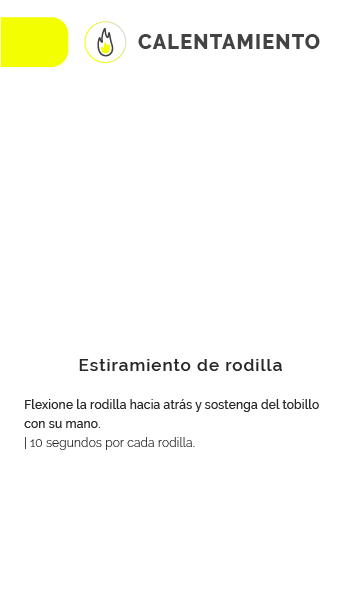 CALENTAMIENTO
Estiramiento de rodilla
Flexione la rodilla hacia atrás y sostenga del tobillo
con su mano.
| 10 segundos por cada rodilla.